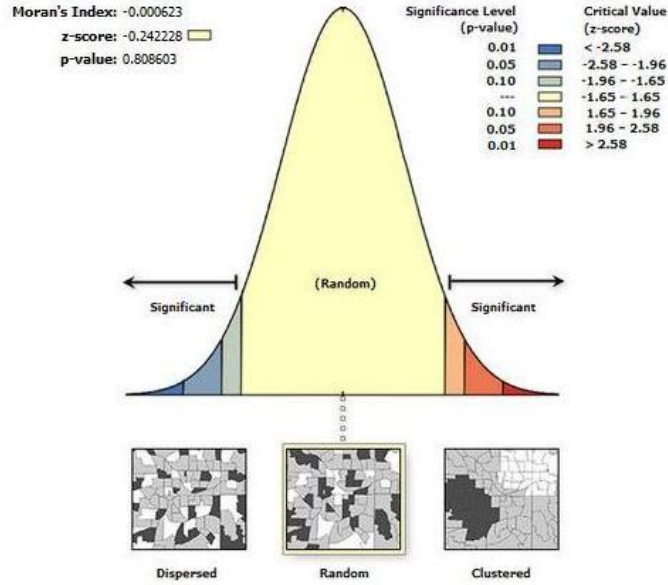 Moran's Index: -0.000623
z-score: -0.242228
p-value: 0.808603
Significance Level
(p-value)
Critical Value
(z-score)
0.01 < -2.58
0.05 -2.58 – -1.96
0.10 -1.96 – -1.65
--- -1.65 – 1.65
0.10 1.65 – 1.96
0.05 1.96 – 2.58
0.01 > 2.58
(Random)
Significant
Significant
Dispersed
Random
Clustered